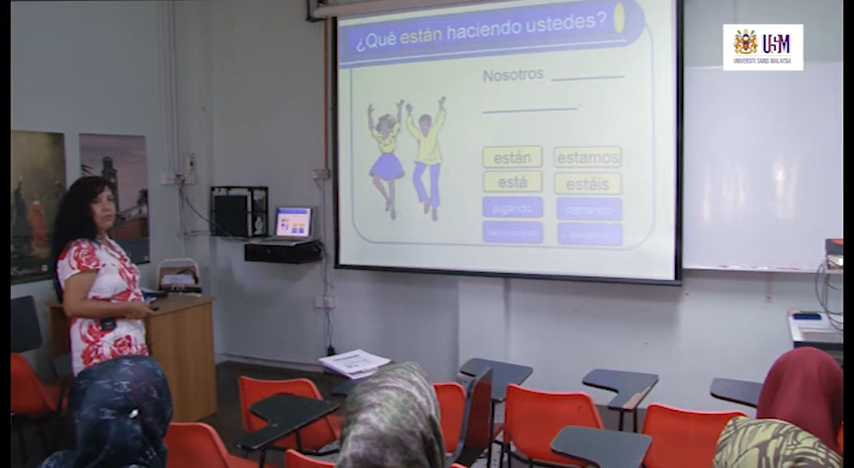 ¿Qué están haciendo ustedes?
Nosotros
están
estamos
está
estáis
jugando
USM
UNIVERSITI SAINS MALAYSIA